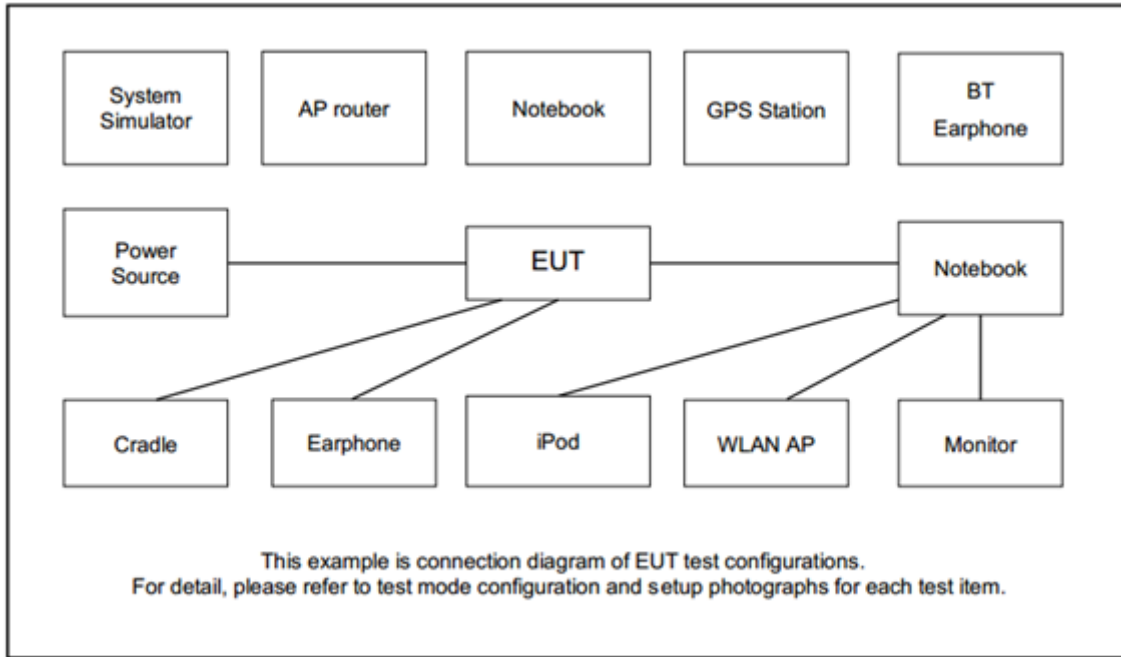 System
Simulator
AP router
Notebook
GPS Station
BT
Earphone
Power
Source
EUT
Notebook
Cradle
Earphone
iPod
WLAN AP
Monitor
This example is connection diagram of EUT test configurations.
For detail, please refer to test mode configuration and setup photographs for each test item.